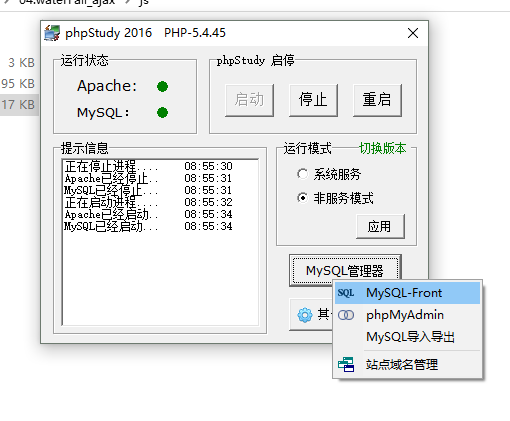 js
3 KB
95 KB
17 KB
phpStudy 2016 PHP-5.4.45
运行状态
Apache:
MySQL:
phpStudy 启停
启动
停止
重启
提示信息
正在停止进程.... 08:55:30
Apache已经停止.. 08:55:31
MySQL已经停止... 08:55:31
正在启动进程.... 08:55:32
Apache已经启动.. 08:55:34
MySQL已经启动... 08:55:34
运行模式
切换版本
系统服务
非服务模式
应用
MySQL管理器
其
SQL MySQL-Front
phpMyAdmin
MySQL导入导出
站点域名管理